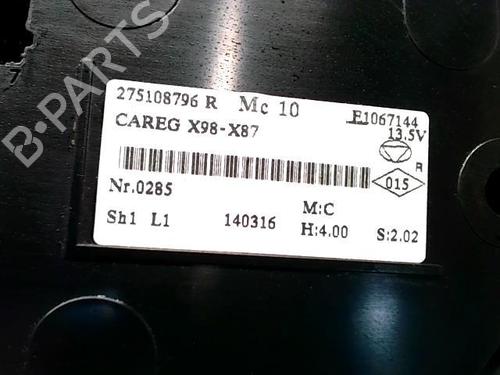 B-PARTS
275108796 R Mc 10 E1067144
13.5V
CAREG X98-X87
R
015
Nr.0285
M:C
Sh1 L1 140316 H:4.00 S:2.02